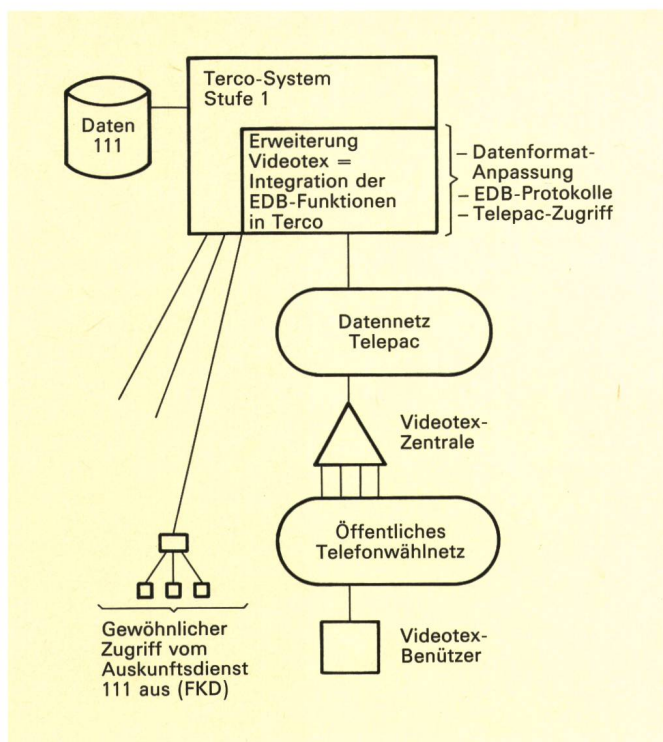 Terco-System
Stufe 1
Daten
111
Erweiterung
Videotex =
Integration der
EDB-Funktionen
in Terco
– Datenformat-
Anpassung
– EDB-Protokolle
– Telepac-Zugriff
Datennetz
Telepac
Videotex-
Zentrale
Öffentliches
Telefonwählnetz
Videotex-
Benützer
Gewöhnlicher
Zugriff vom
Auskunftsdienst
111 aus (FKD)